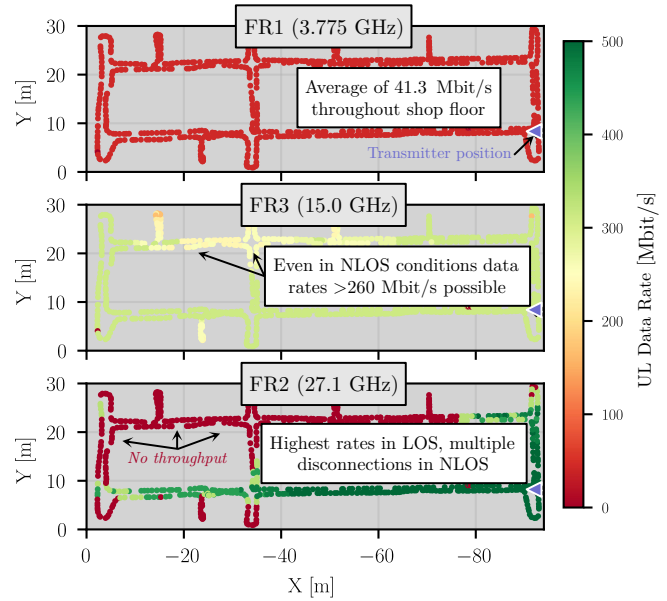 FR1 (3.775 GHz)
30
20
10
0
Y [m]
Average of 41.3 Mbit/s
throughout shop floor
Transmitter position
FR3 (15.0 GHz)
30
20
10
0
Y [m]
Even in NLOS conditions data
rates >260 Mbit/s possible
FR2 (27.1 GHz)
30
20
10
0
Y [m]
No throughput
Highest rates in LOS, multiple
disconnections in NLOS
0
−20
−40
−60
−80
X [m]
500
400
300
200
100
0
UL Data Rate [Mbit/s]